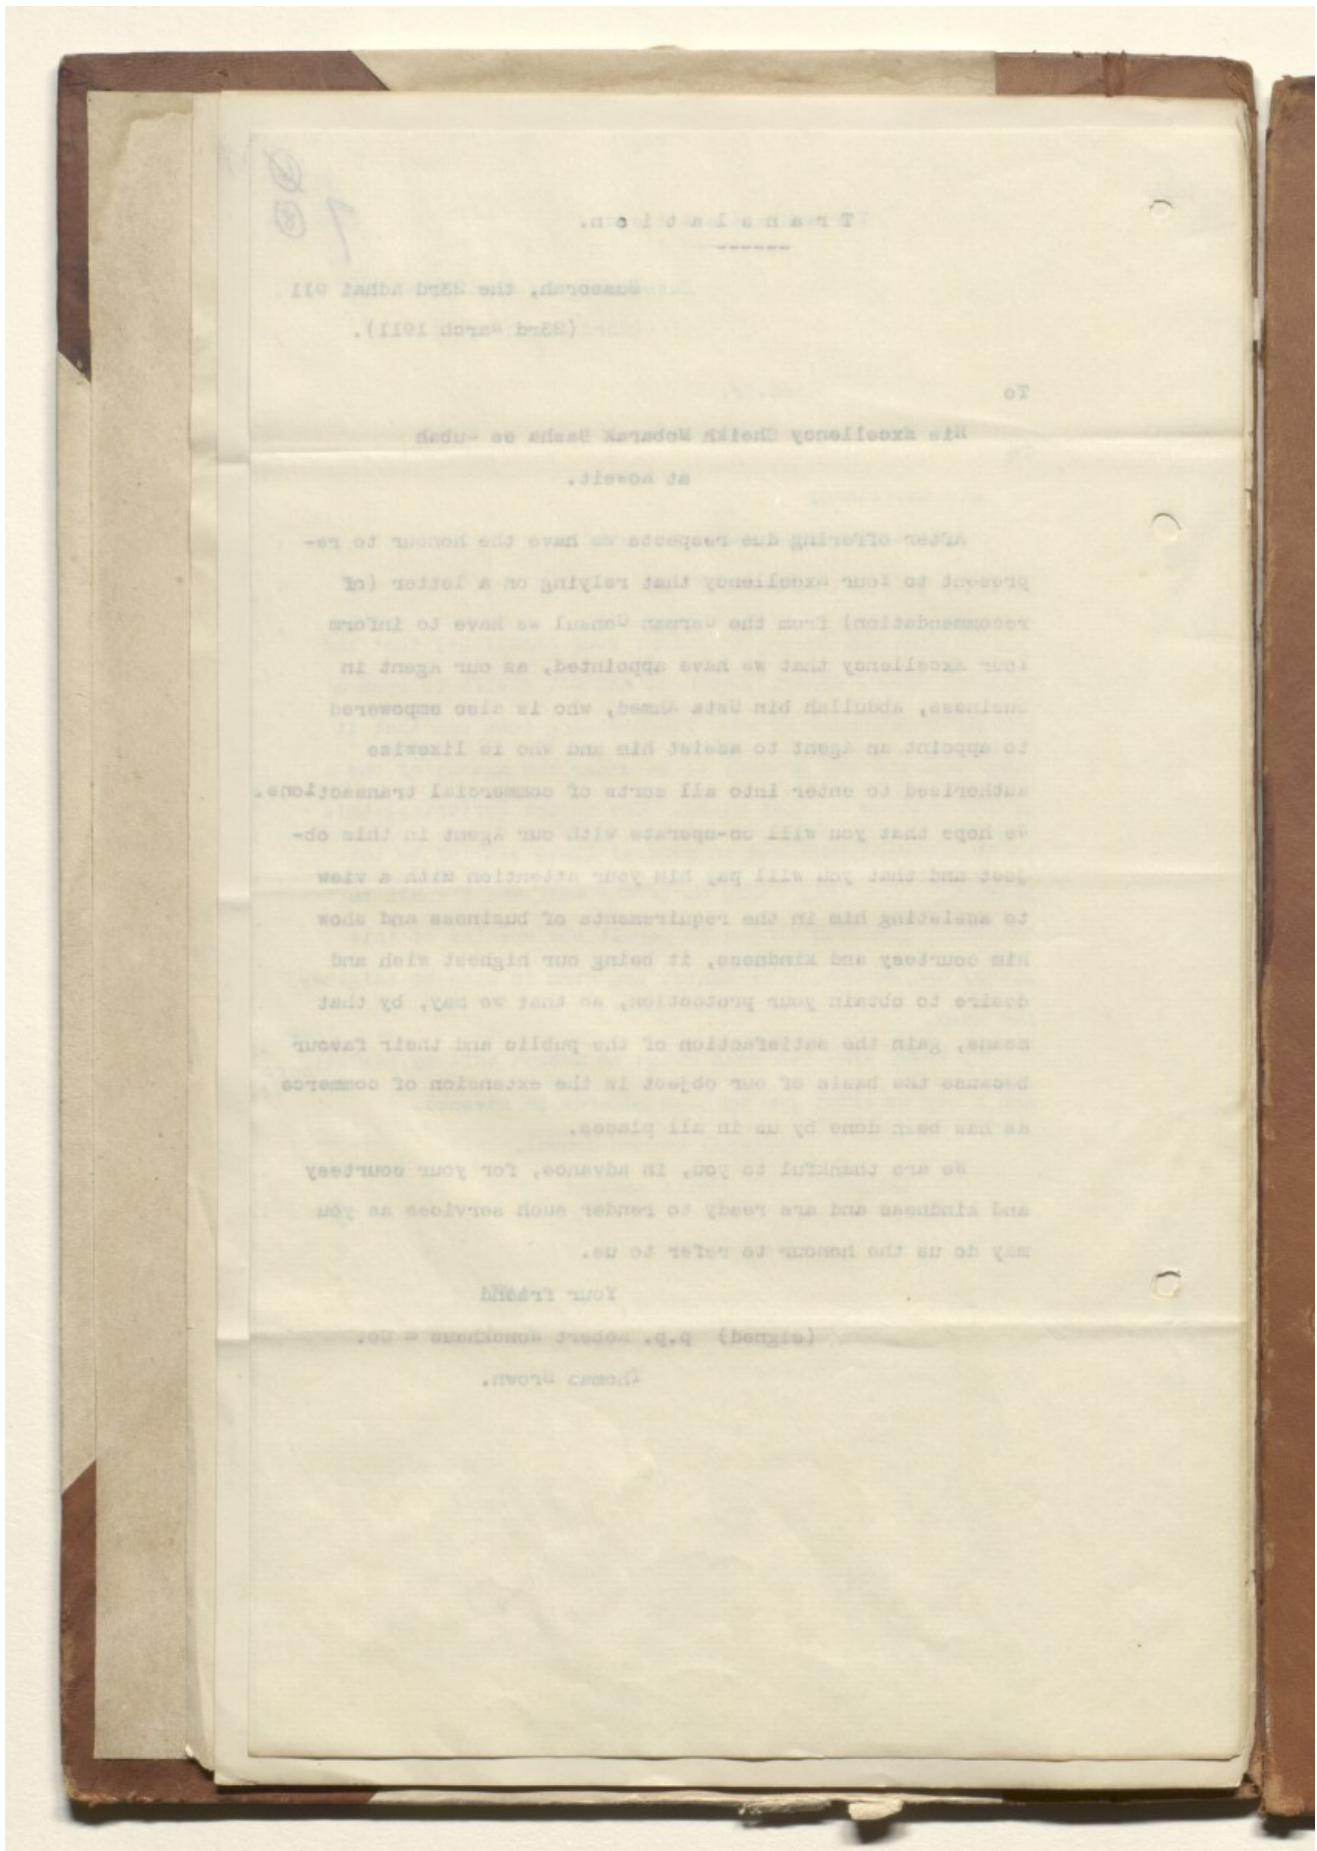 Translation.
Bussorah, the 23rd Adhai 911
(23rd March 1911).
To
His Excellency Cheikh Mobarak Basha es -ubah
at Koweit.
After offering due respects we have the honour to re-
present to Your Excellency that relying on a letter (of
recommendation) from the German Consul we have to inform
Your Excellency that we have appointed, as our Agent in
business, Abdullah bin Usta Ahmed, who is also empowered
to appoint an Agent to assist him and who is likewise
authorised to enter into all sorts of commercial transactions.
We hope that you will co-operate with our Agent in this ob-
ject and that you will pay him your attention with a view
to assisting him in the requirements of business and show
him courtesy and kindness, it being our highest wish and
desire to obtain your protection, so that we may, by that
means, gain the satisfaction of the public and their favour
because the basis of our object is the extension of commerce
as has been done by us in all places.
We are thankful to you, in advance, for your courtesy
and kindness and are ready to render such services as you
may do us the honour to refer to us.
Your friend
(signed) p.p. Robert Wonckhaus & Co.
Thomas Brown.